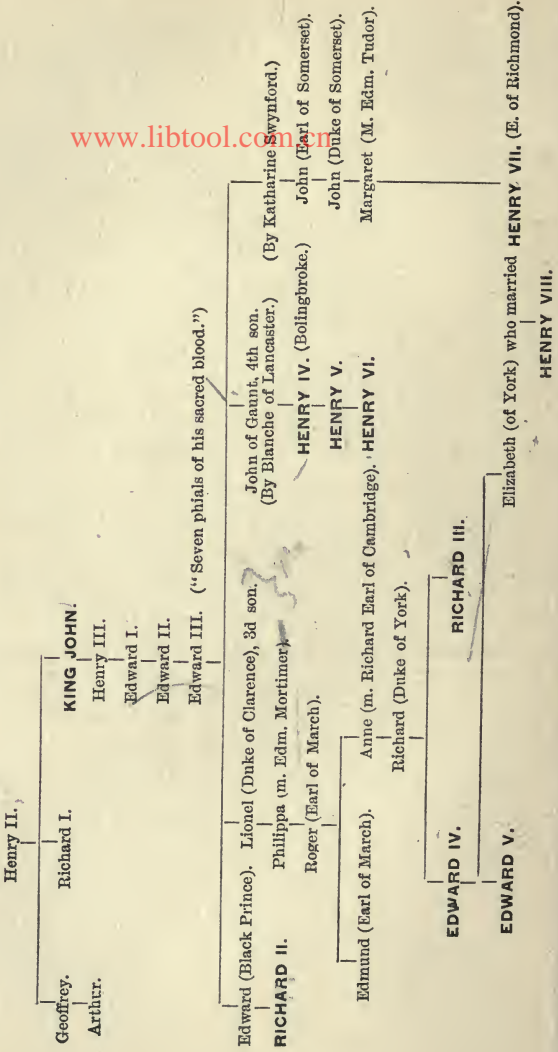 Henry II.
Geoffrey. Richard I. KING JOHN.
Arthur. Henry III.
Edward I.
Edward II.
Edward III. ("Seven phials of his sacred blood.")
Edward (Black Prince). Lionel (Duke of Clarence), 3d son. John of Gaunt, 4th son.
(By Blanche of Lancaster.) (By Katharine Swynford.)
RICHARD II. Philippa (m. Edm. Mortimer). HENRY IV. (Bolingbroke.) John (Earl of Somerset).
Roger (Earl of March). HENRY V. John (Duke of Somerset).
Edmund (Earl of March). Anne (m. Richard Earl of Cambridge). HENRY VI. Margaret (M. Edm. Tudor).
Richard (Duke of York).
EDWARD IV. RICHARD III.
EDWARD V. Elizabeth (of York) who married HENRY VII. (E. of Richmond).
HENRY VIII.
www.libtool.com.cn